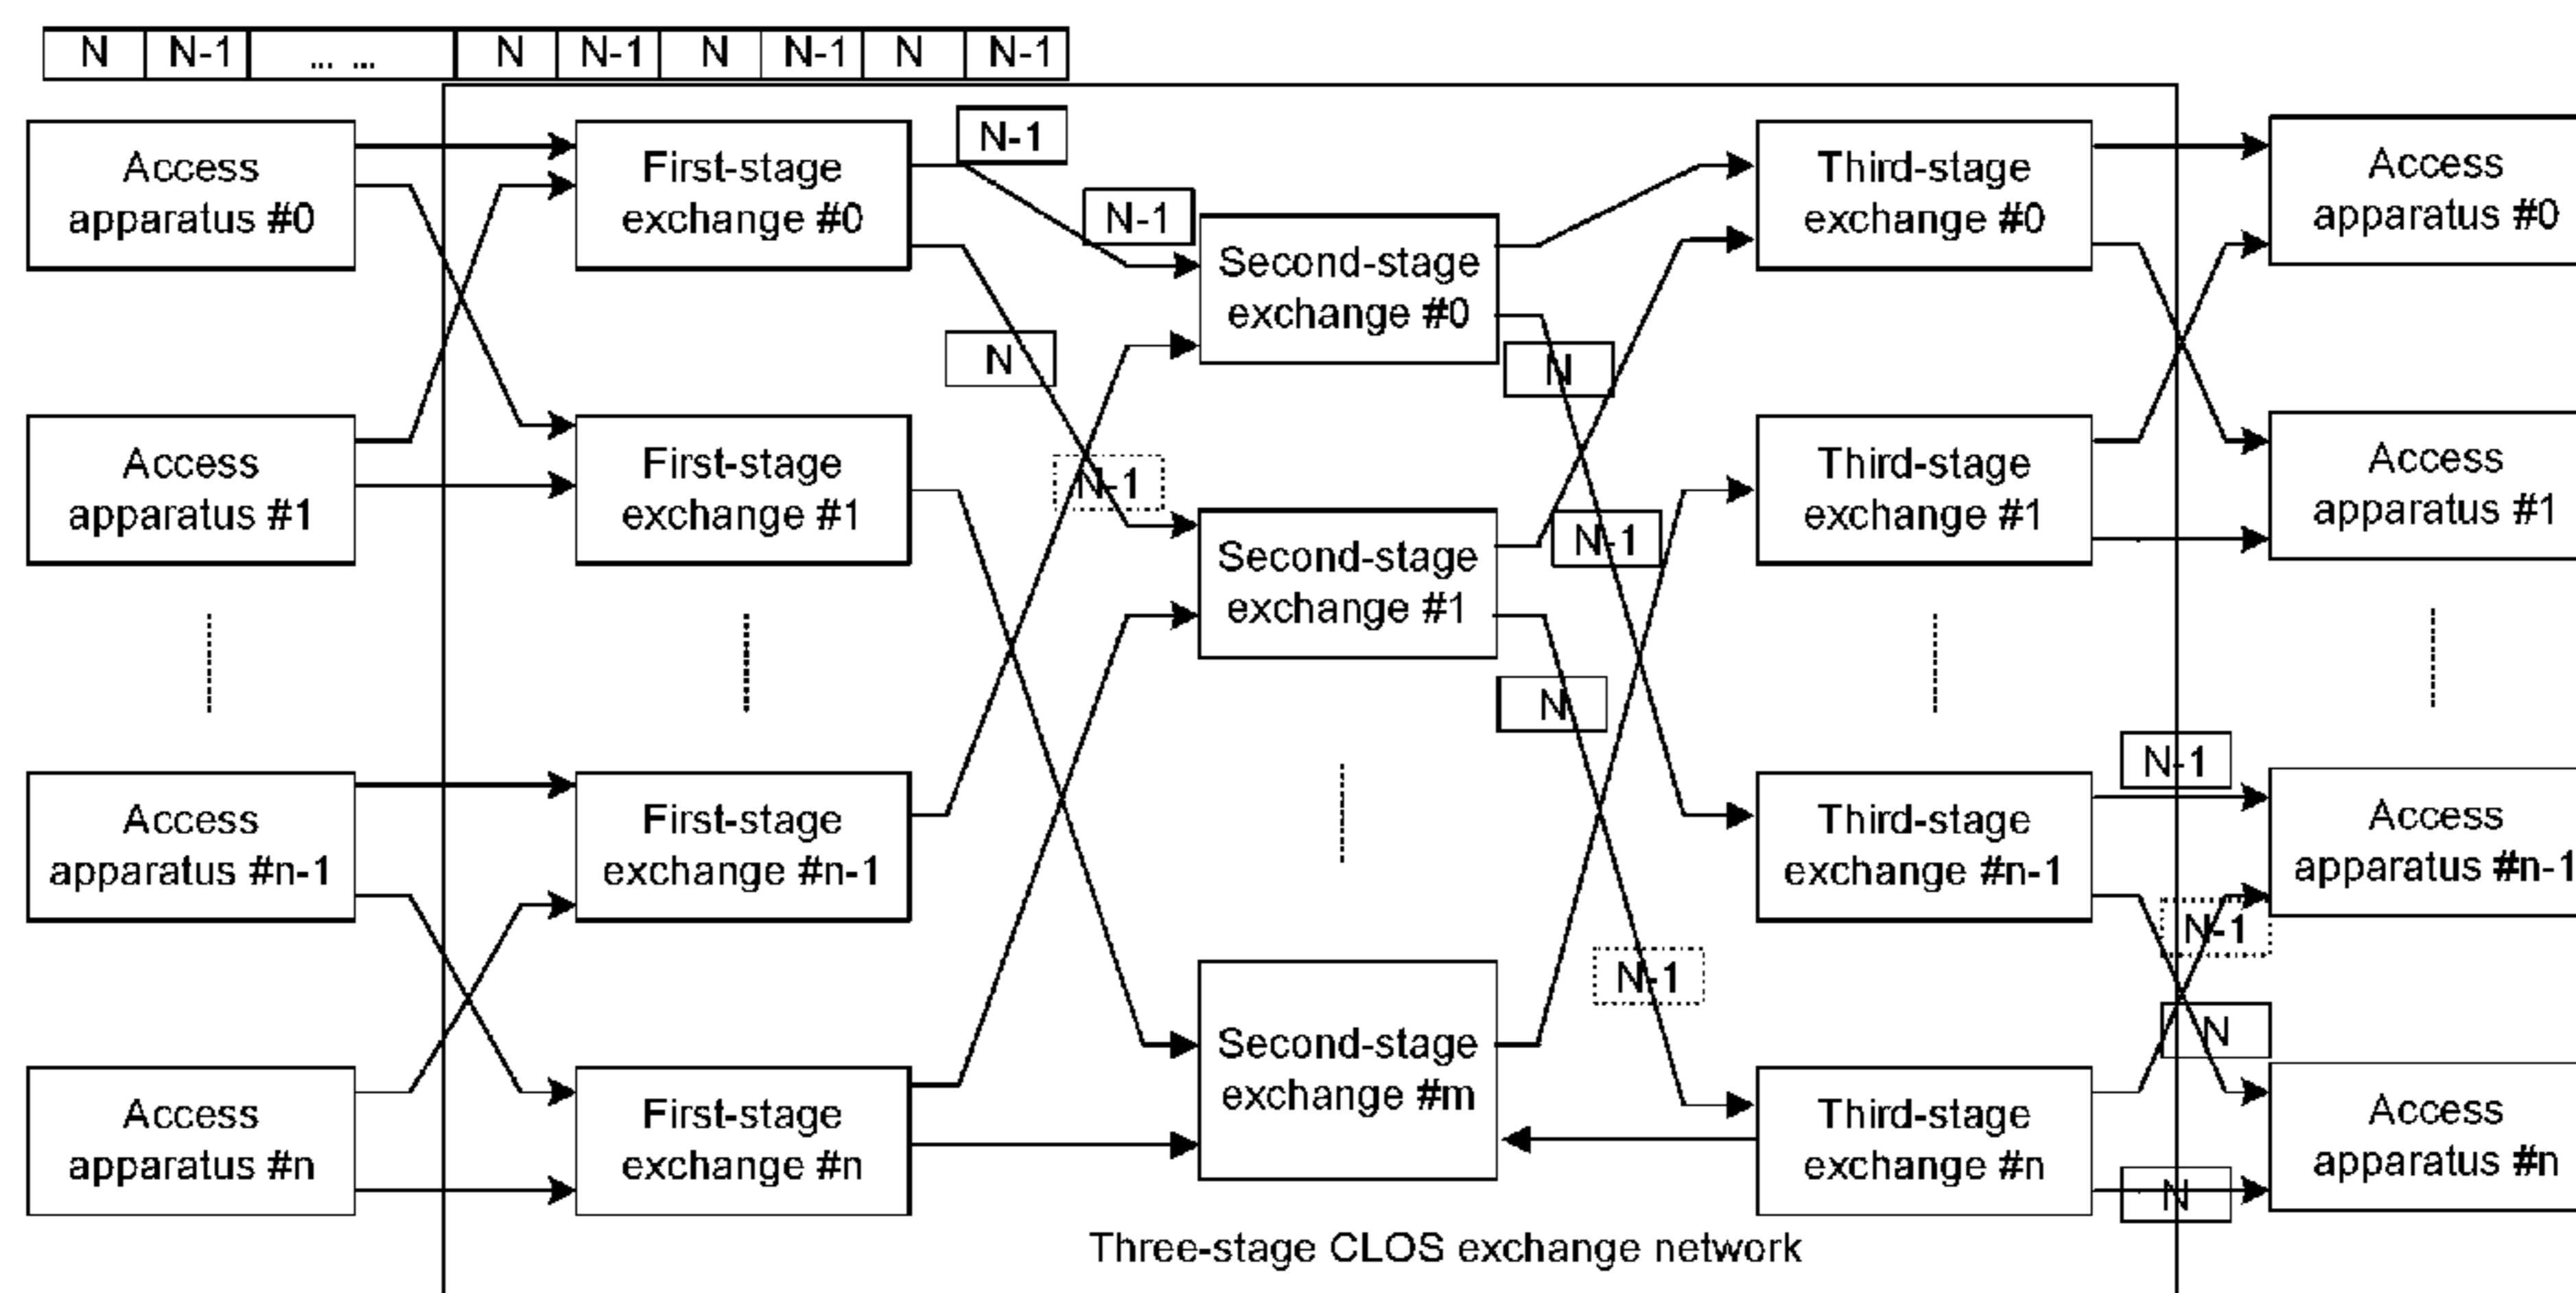 N N-1 ... ... N N-1 N N-1 N N-1
N-1
Access
apparatus #0
First-stage
exchange #0
N-1
Second-stage
exchange #0
Third-stage
exchange #0
Access
apparatus #0
N
N
Access
apparatus #1
First-stage
exchange #1
N-1
Second-stage
exchange #1
N-1
Third-stage
exchange #1
Access
apparatus #1
N
N-1
Access
apparatus #n-1
First-stage
exchange #n-1
Third-stage
exchange #n-1
Access
apparatus #n-1
N-1
N-1
N
Access
apparatus #n
First-stage
exchange #n
Second-stage
exchange #m
Third-stage
exchange #n
Access
apparatus #n
N
Three-stage CLOS exchange network